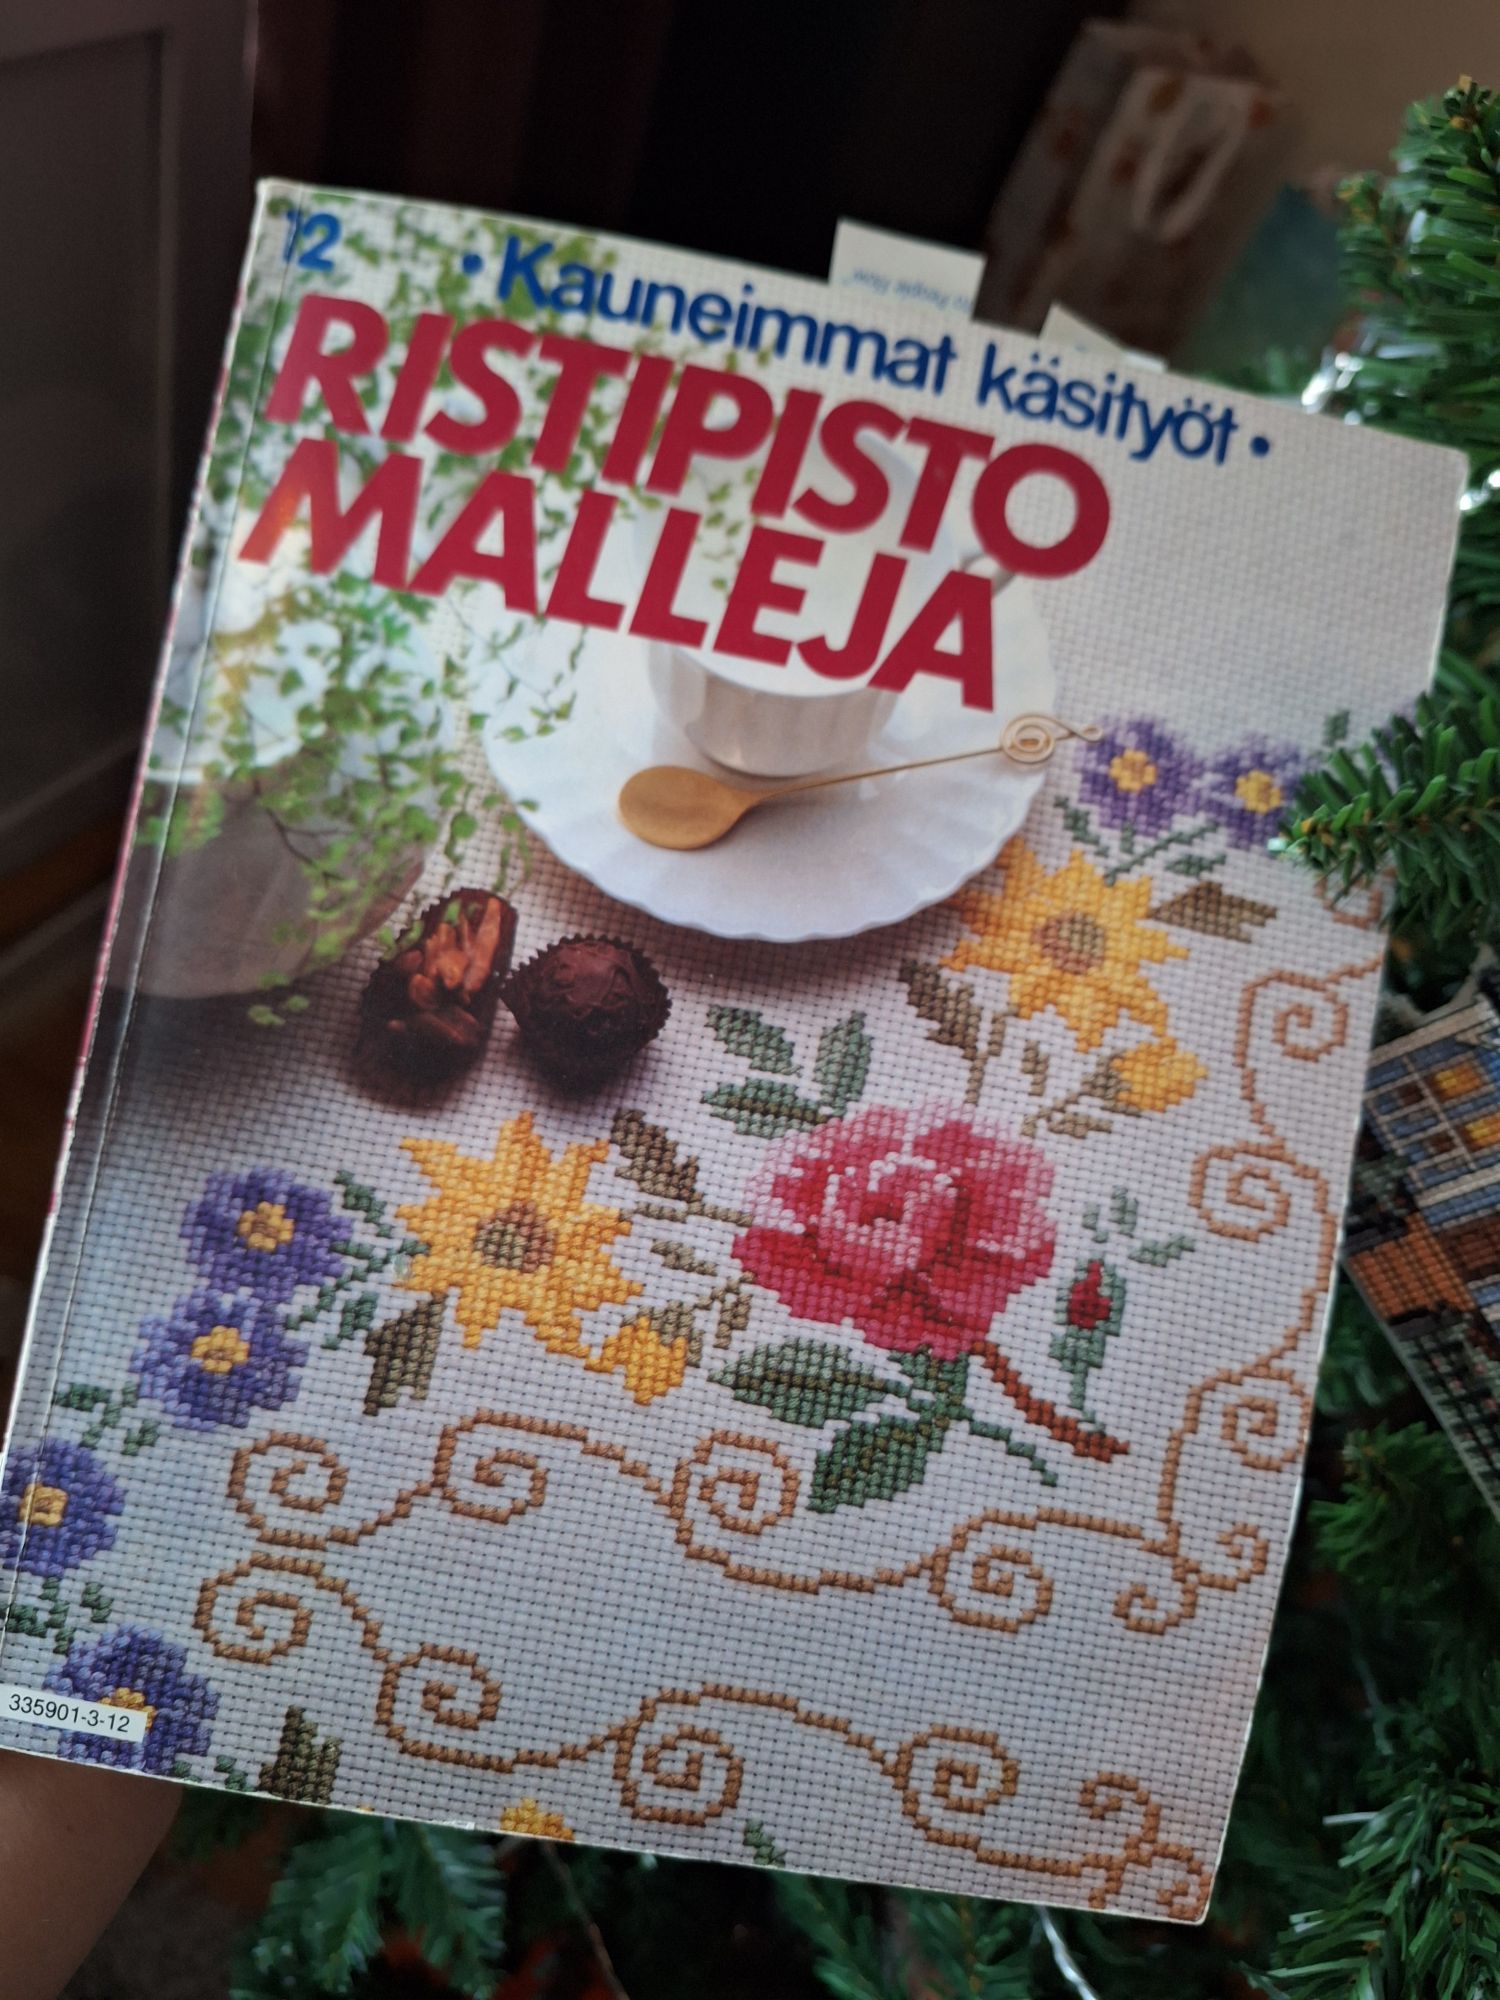 12
• Kauneimmat käsityöt •
RISTIPISTO
MALLEJA
335901-3-12